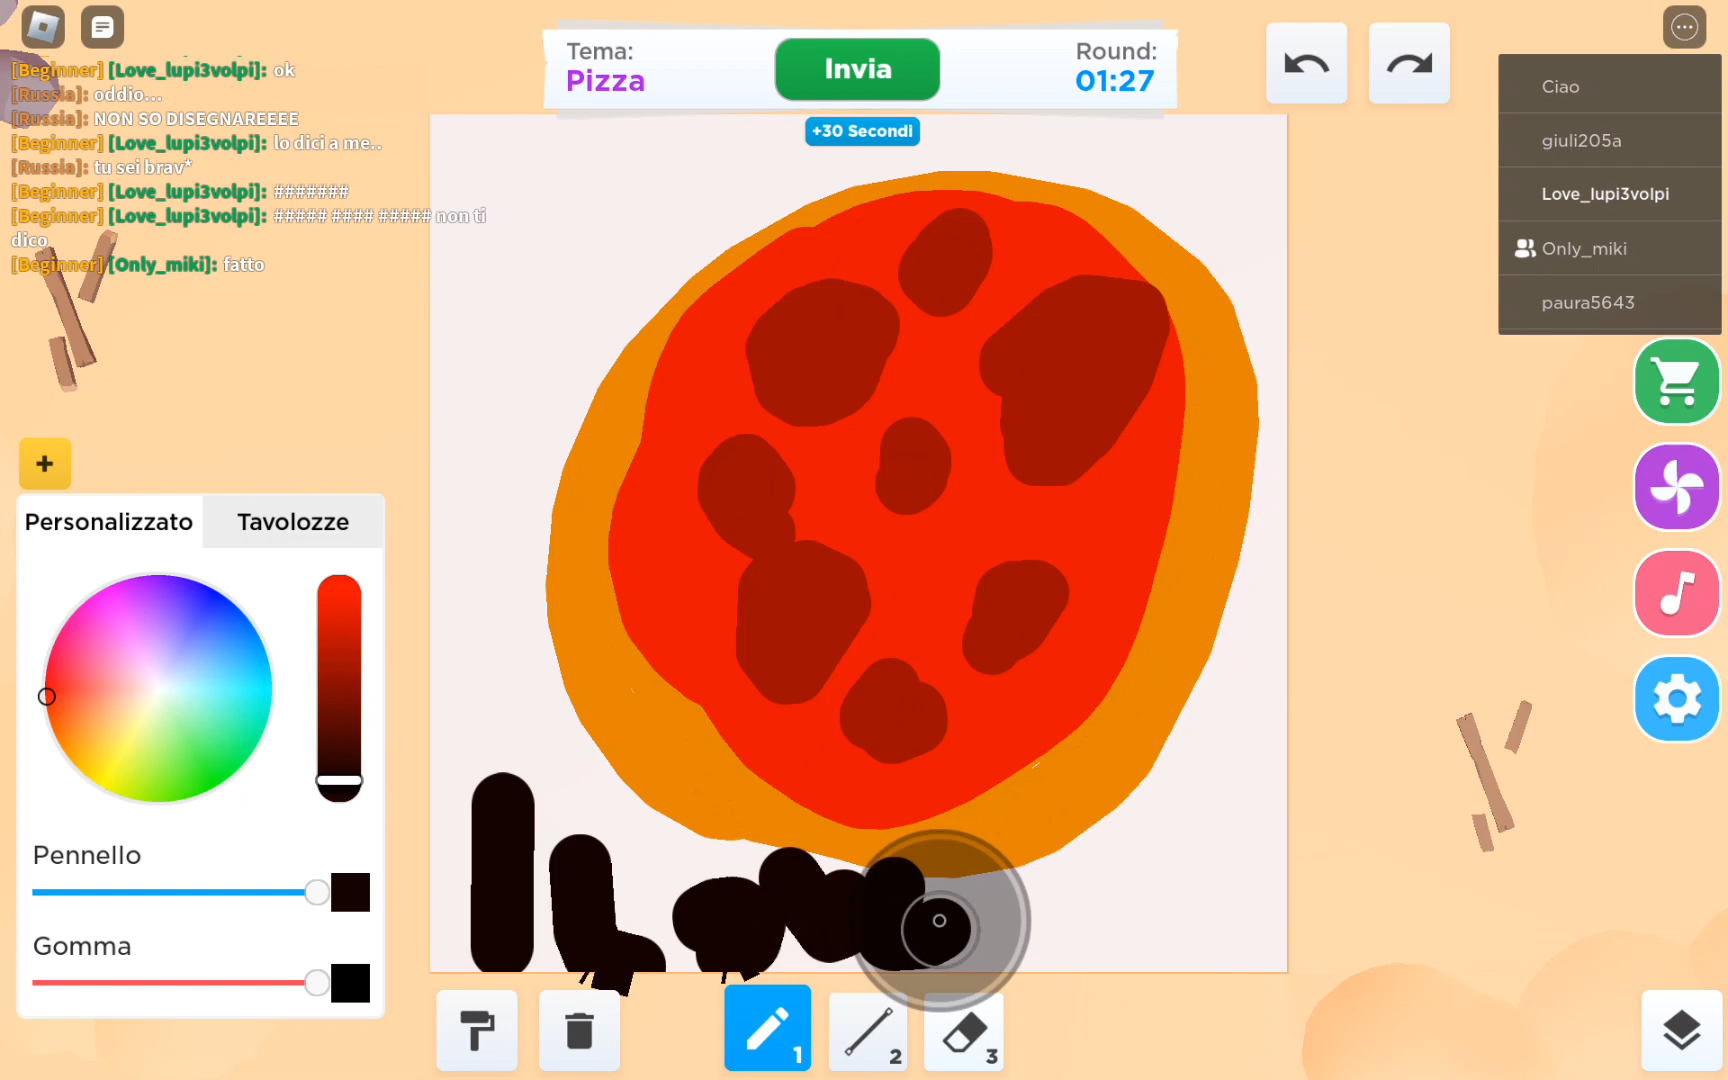 [Beginner] [Love_lupi3volpi]: ok
[Russia]: oddio...
[Russia]: NON SO DISEGNAREEEE
[Beginner] [Love_lupi3volpi]: lo dici a me..
[Russia]: tu sei brav*
[Beginner] [Love_lupi3volpi]: #######
[Beginner] [Love_lupi3volpi]: ##### #### ##### non ti
dico
[Beginner] [Only_miki]: fatto
Tema:
Pizza
Invia
Round:
01:27
+30 Secondi
Ciao
giuli205a
Love_lupi3volpi
Only_miki
paura5643
+
Personalizzato
Tavolozze
Pennello
Gomma
1
2
3